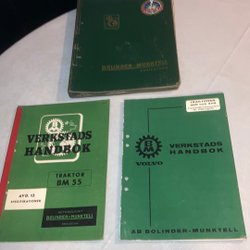 BOLINDER-MUNKTELL
VERKSTADS
HANDBOK
TRAKTOR
BM 55
AVD. 12
SPECIFIKATIONER
BOLINDER-MUNKTELL
VOLVO
VERKSTADS
HANDBOK
AB BOLINDER-MUNKTELL